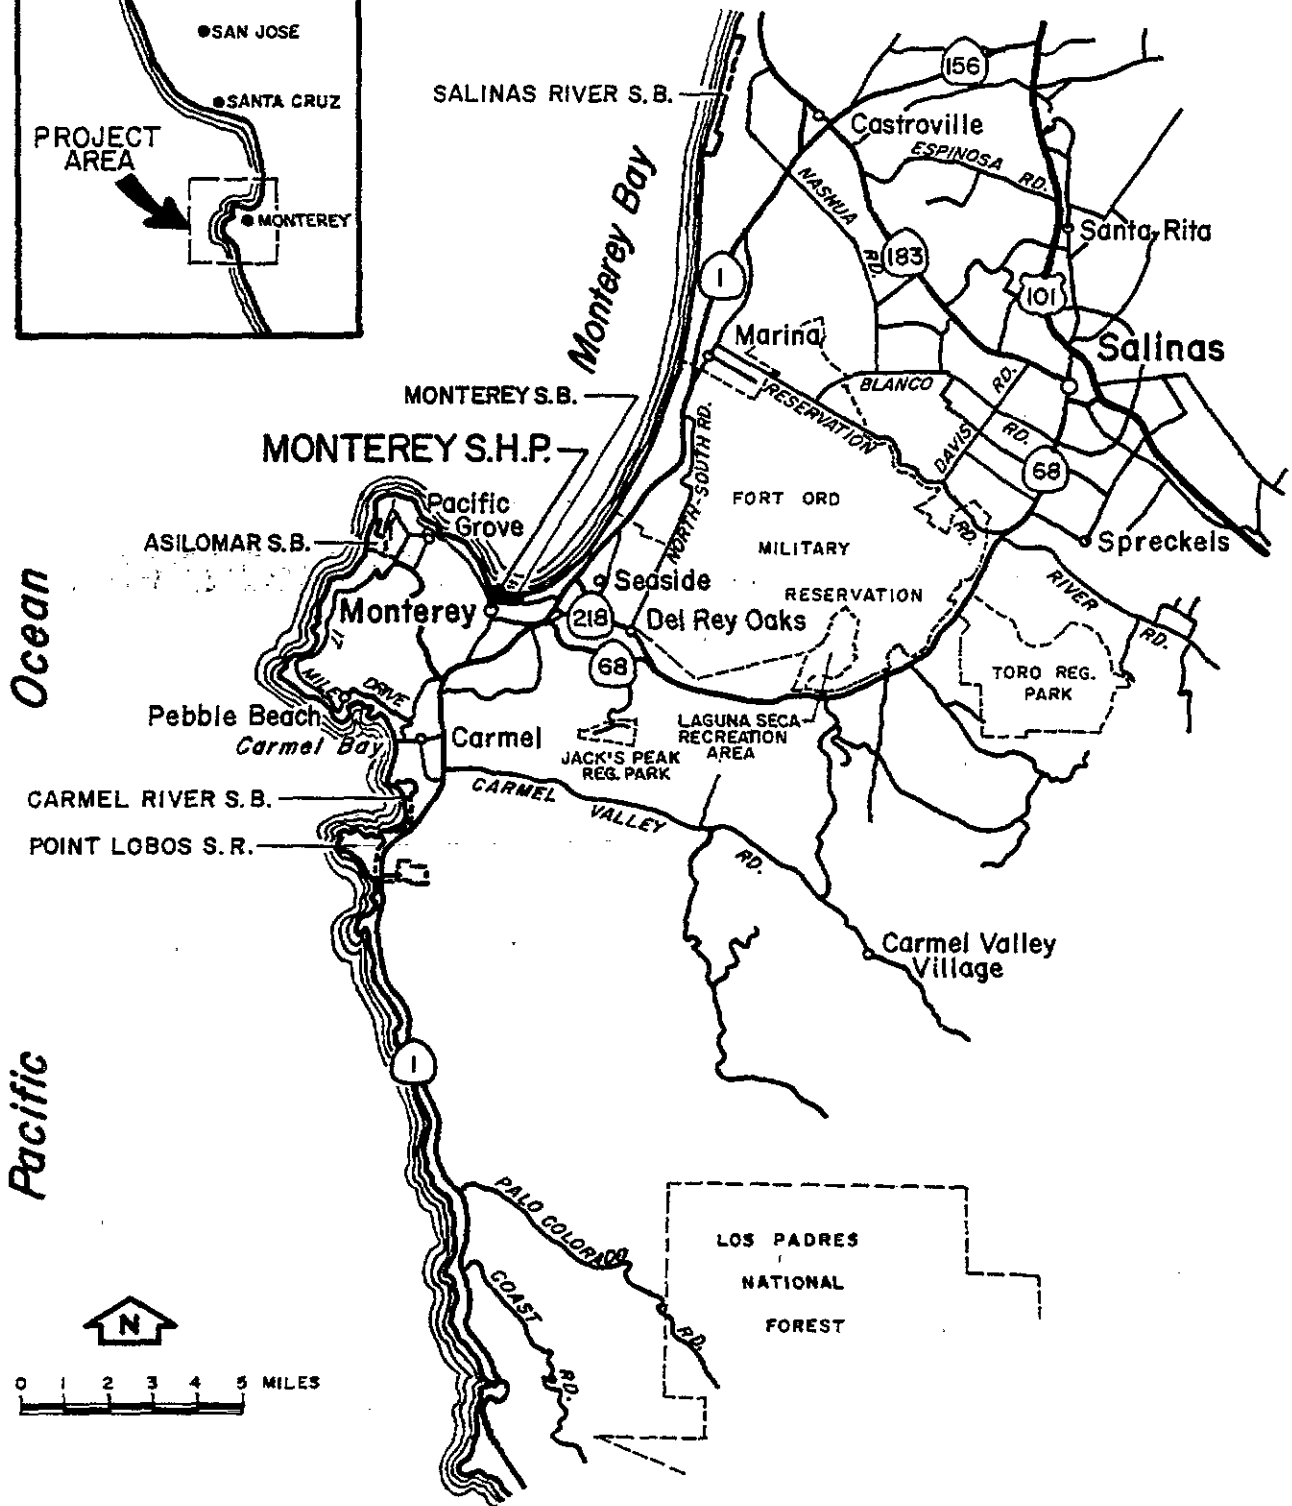 SAN JOSE
SANTA CRUZ
PROJECT
AREA
MONTEREY
SALINAS RIVER S.B.
156
Castroville
ESPINOSA RD.
NASHUA RD.
Monterey Bay
183
Santa Rita
1
101
Marina
Salinas
MONTEREY S.B.
BLANCO RD.
RESERVATION RD.
DAVIS RD.
MONTEREY S.H.P.
68
NORTH-SOUTH RD.
Pacific
Grove
FORT ORD
MILITARY
RESERVATION
ASILOMAR S.B.
Spreckels
Ocean
Seaside
RIVER RD.
Monterey
218
Del Rey Oaks
68
17 MILE DRIVE
TORO REG.
PARK
Pebble Beach
Carmel Bay
Carmel
LAGUNA SECA
RECREATION
AREA
JACK'S PEAK
REG. PARK
CARMEL RIVER S.B.
CARMEL VALLEY RD.
POINT LOBOS S.R.
Carmel Valley
Village
1
Pacific
PALO COLORADO RD.
LOS PADRES
NATIONAL
FOREST
COAST RD.
N
0 1 2 3 4 5 MILES